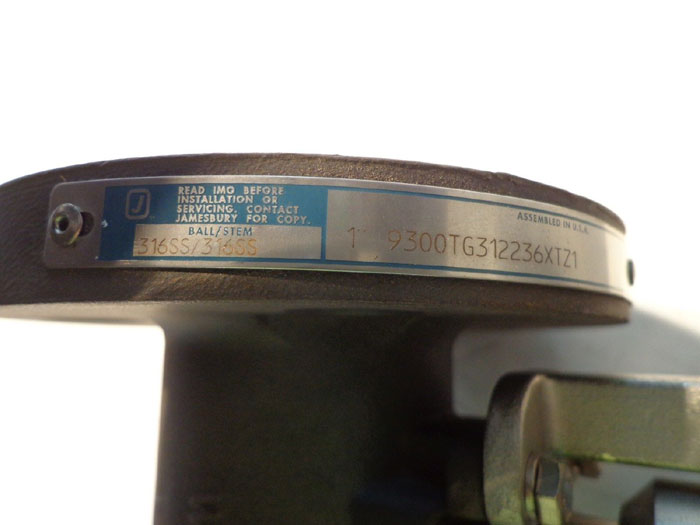 J
READ IMO BEFORE
INSTALLATION OR
SERVICING. CONTACT
JAMESBURY FOR COPY.
BALL/STEM
316SS/316SS
ASSEMBLED IN U.S.A.
9300TG312236XTZ1